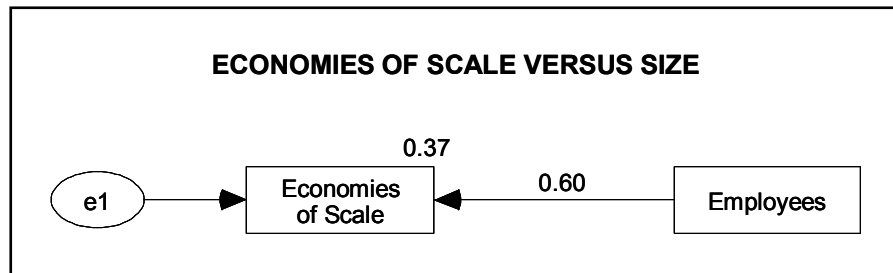 ECONOMIES OF SCALE VERSUS SIZE
0.37
e1
Economies
of Scale
0.60
Employees